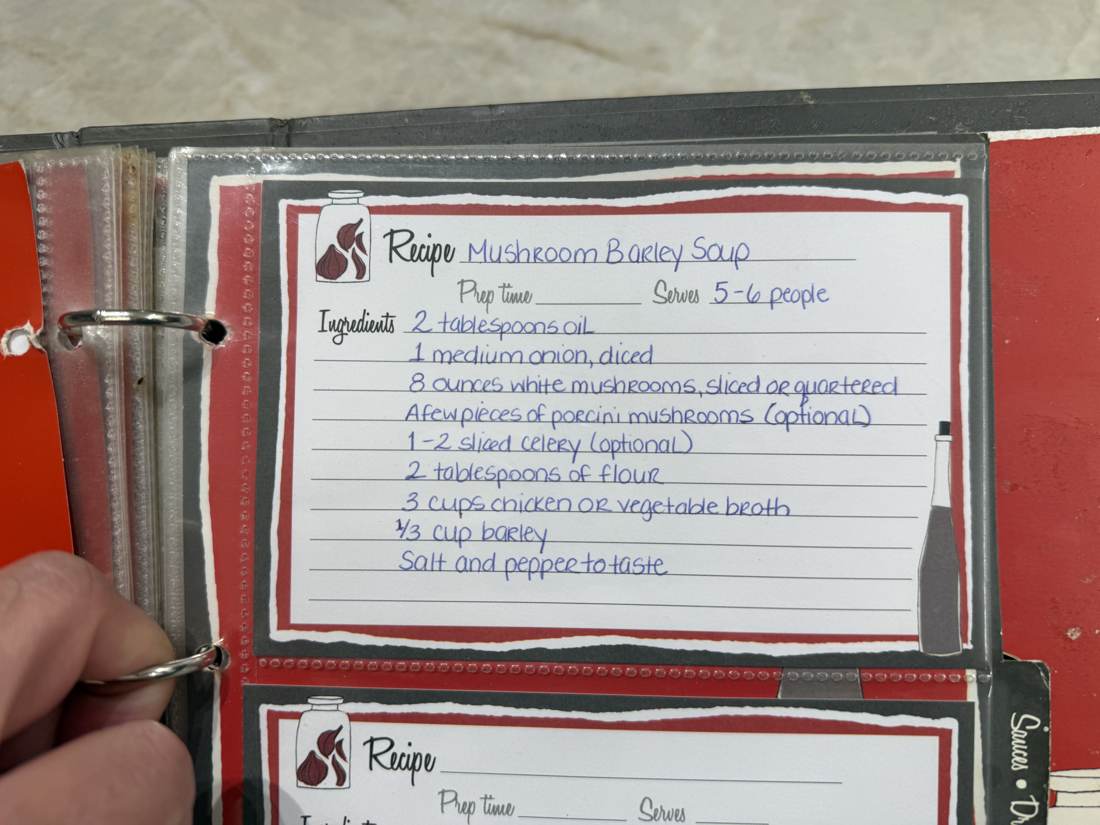 Recipe Mushroom Barley Soup
Prep time Serves 5-6 people
Ingredients 2 tablespoons oil
1 medium onion, diced
8 ounces white mushrooms, sliced or quartered
A few pieces of porcini mushrooms (optional)
1-2 sliced celery (optional)
2 tablespoons of flour
3 cups chicken or vegetable broth
1/3 cup barley
Salt and pepper to taste
Recipe
Prep time Serves
Sauces •